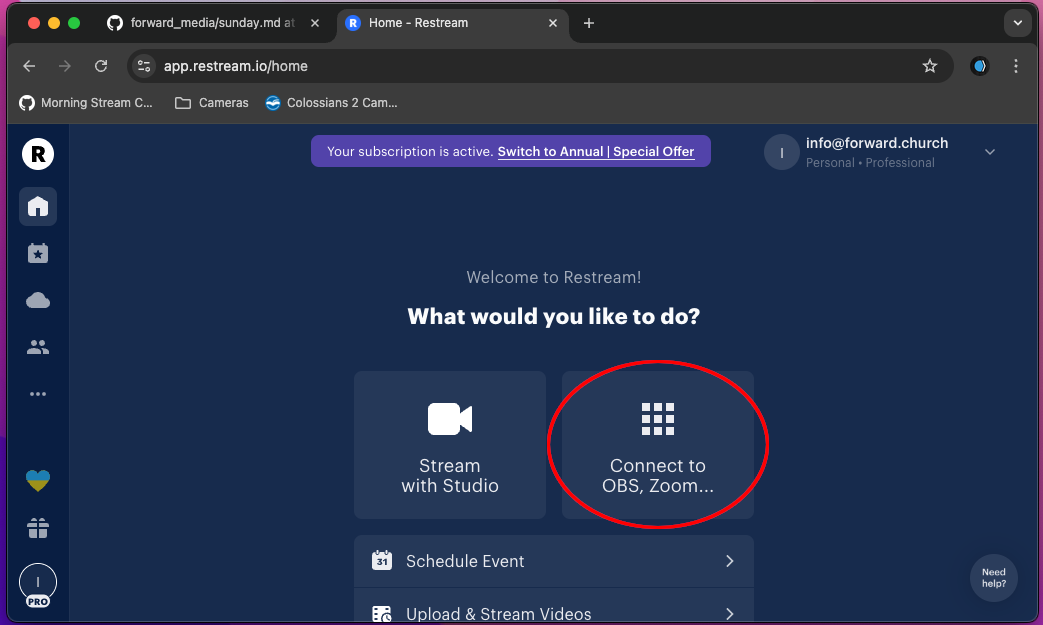 forward_media/sunday.md at
R Home - Restream
app.restream.io/home
Morning Stream C...
Cameras
Colossians 2 Cam...
R
Your subscription is active. Switch to Annual | Special Offer
I
info@forward.church
Personal • Professional
Welcome to Restream!
What would you like to do?
Stream
with Studio
Connect to
OBS, Zoom...
31 Schedule Event
Upload & Stream Videos
I
PRO
Need
help?